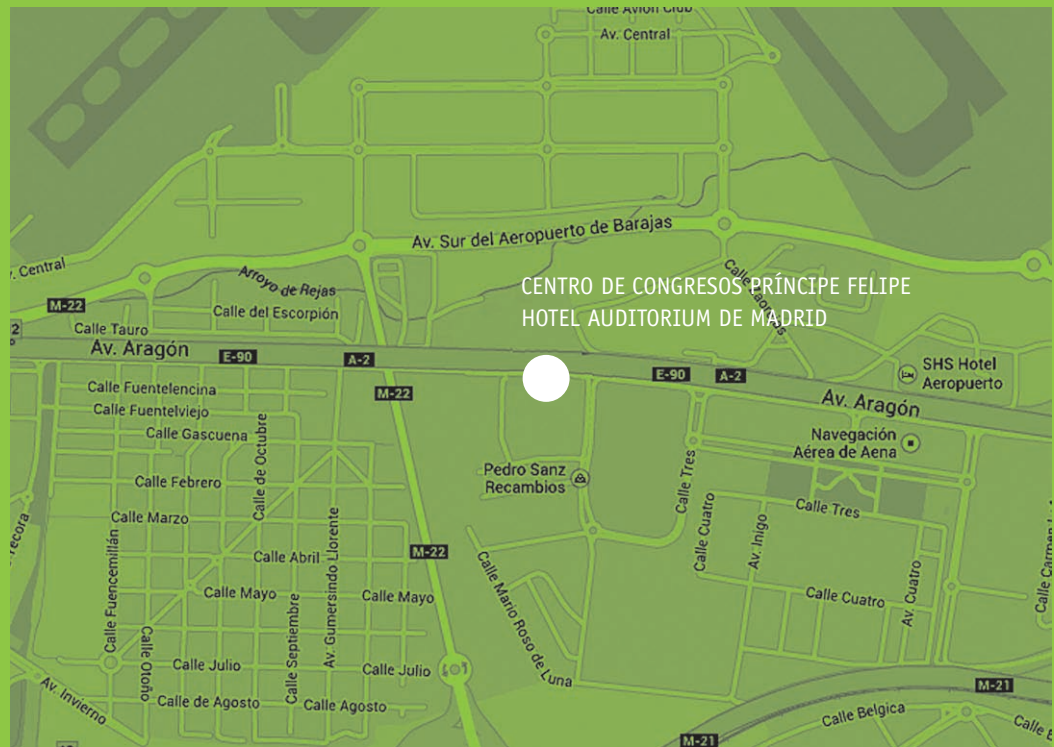 Calle Avión Club
Av. Central
Av. Sur del Aeropuerto de Barajas
Central
Arroyo de Rejas
CENTRO DE CONGRESOS PRÍNCIPE FELIPE
HOTEL AUDITORIUM DE MADRID
Calle Taormina
M-22
Calle del Escorpión
Calle Tauro
2
Av. Aragón
E-90
A-2
M-22
E-90
A-2
SHS Hotel
Aeropuerto
Av. Aragón
Calle Fuentelencina
Calle Fuentelviejo
Calle Gascuena
Calle de Octubre
Navegación
Aérea de Aena
Pedro Sanz
Recambios
Calle Tres
Calle Febrero
Calle Marzo
Calle Tres
Calle Cuatro
Av. Inigo
Calle Fuencemillán
Calle Abril
Av. Gumersindo Llorente
M-22
Calle Mayo
Calle Mayo
Calle Mario Roso de Luna
Calle Cuatro
Av. Cuatro
Calle Septiembre
Calle Otoño
Calle Julio
Calle Julio
Av. Invierno
Calle de Agosto
Calle Agosto
M-21
Calle Belgica
M-21